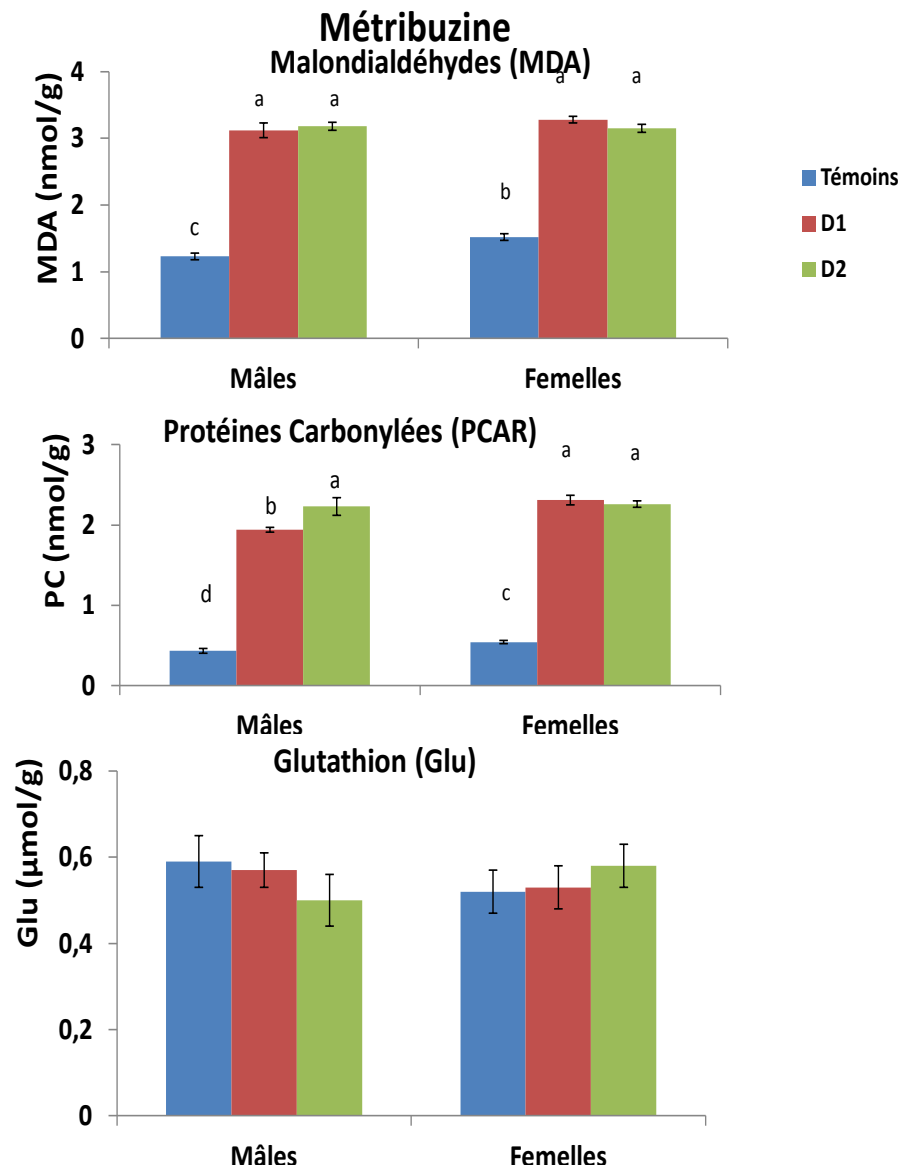 Métribuzine
Malondialdéhydes (MDA)
MDA (nmol/g)
4
3
2
1
0
c
a
a
b
a
a
Mâles
Femelles
Témoins
D1
D2
Protéines Carbonylées (PCAR)
PC (nmol/g)
3
2
1
0
d
b
a
c
a
a
Mâles
Femelles
Glutathion (Glu)
Glu (µmol/g)
0,8
0,6
0,4
0,2
0
Mâles
Femelles